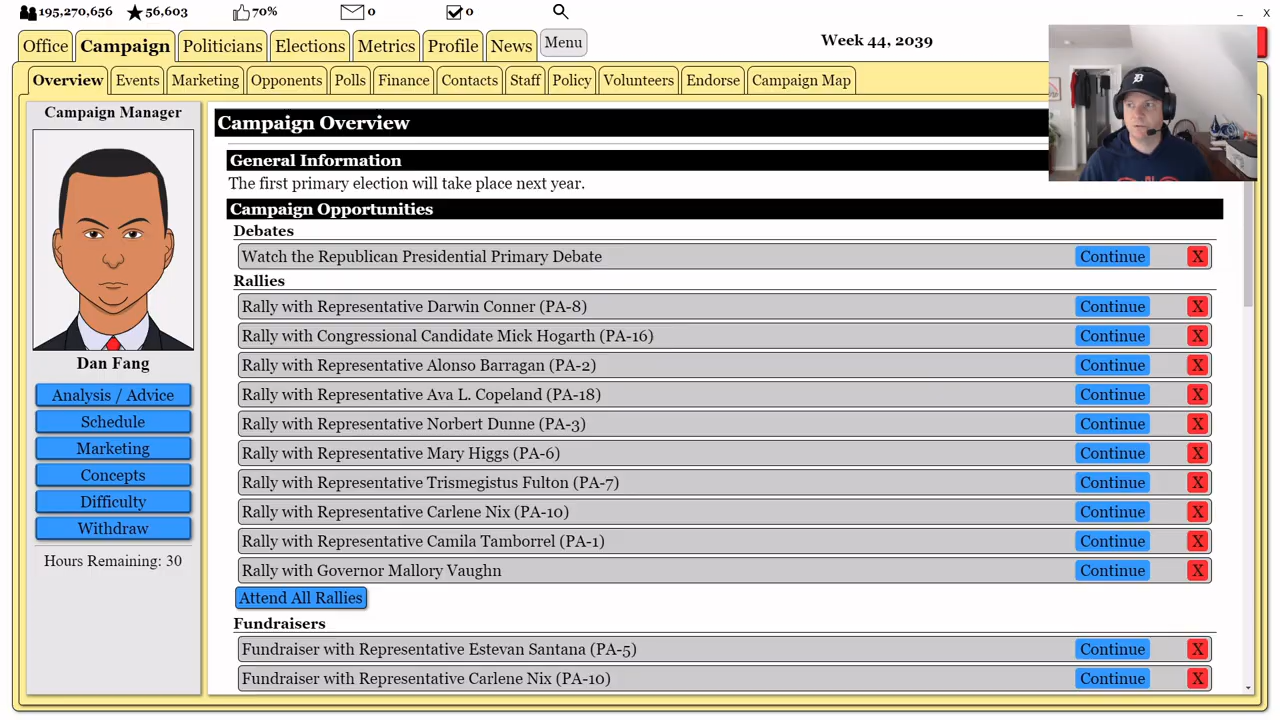 195,270,656 56,603 70% 0 0
_ X
Office Campaign Politicians Elections Metrics Profile News Menu Week 44, 2039
Overview Events Marketing Opponents Polls Finance Contacts Staff Policy Volunteers Endorse Campaign Map
Campaign Manager
Dan Fang
Analysis / Advice
Schedule
Marketing
Concepts
Difficulty
Withdraw
Hours Remaining: 30
Campaign Overview
General Information
The first primary election will take place next year.
Campaign Opportunities
Debates
Watch the Republican Presidential Primary Debate Continue X
Rallies
Rally with Representative Darwin Conner (PA-8) Continue X
Rally with Congressional Candidate Mick Hogarth (PA-16) Continue X
Rally with Representative Alonso Barragan (PA-2) Continue X
Rally with Representative Ava L. Copeland (PA-18) Continue X
Rally with Representative Norbert Dunne (PA-3) Continue X
Rally with Representative Mary Higgs (PA-6) Continue X
Rally with Representative Trismegistus Fulton (PA-7) Continue X
Rally with Representative Carlene Nix (PA-10) Continue X
Rally with Representative Camila Tamborrel (PA-1) Continue X
Rally with Governor Mallory Vaughn Continue X
Attend All Rallies
Fundraisers
Fundraiser with Representative Estevan Santana (PA-5) Continue X
Fundraiser with Representative Carlene Nix (PA-10) Continue X